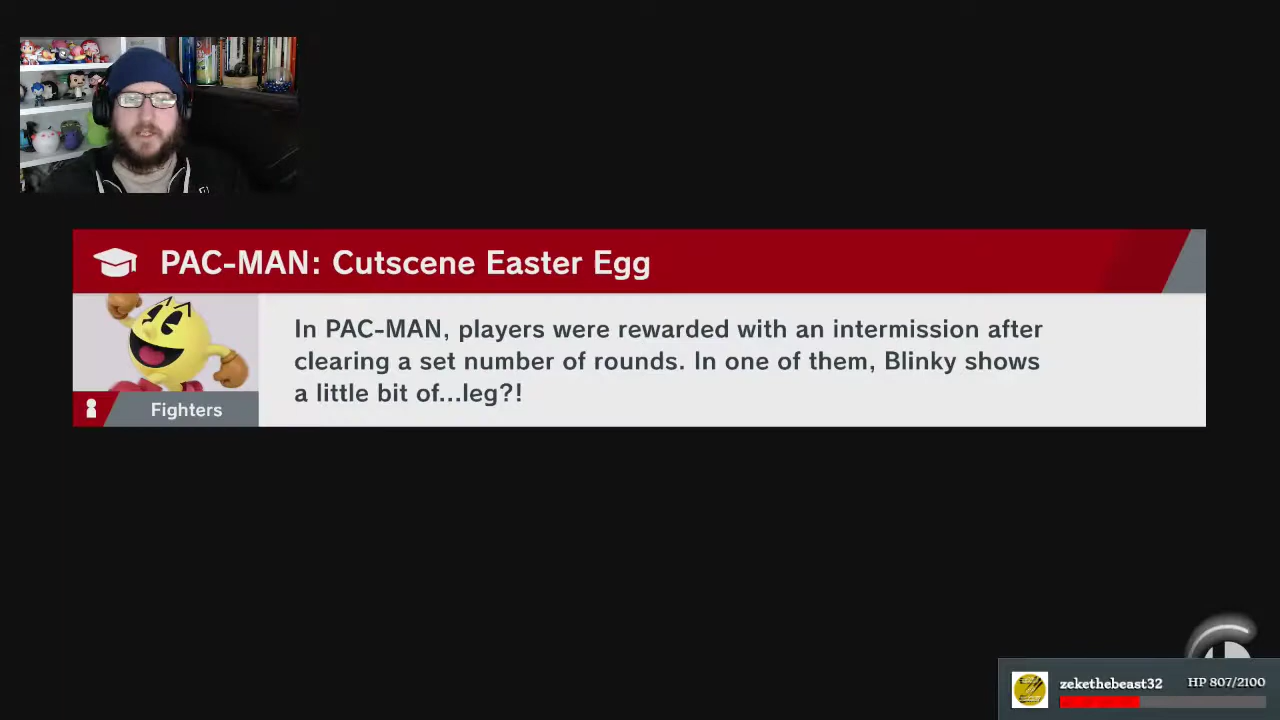 PAC-MAN: Cutscene Easter Egg
In PAC-MAN, players were rewarded with an intermission after
clearing a set number of rounds. In one of them, Blinky shows
a little bit of...leg?!
Fighters
zekethebeast32 HP 807/2100